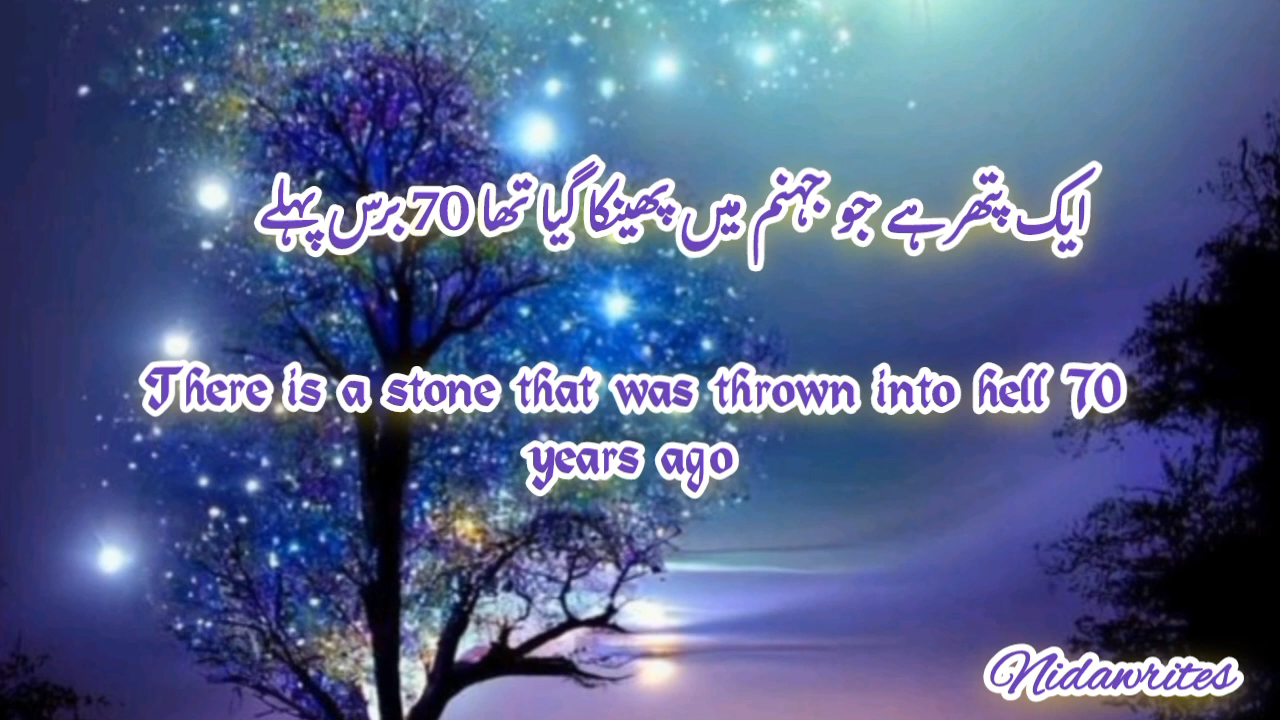 ایک پتھر ہے جو جہنم میں پھینکا گیا تھا 70 برس پہلے
There is a stone that was thrown into hell 70
years ago
Nidawrites